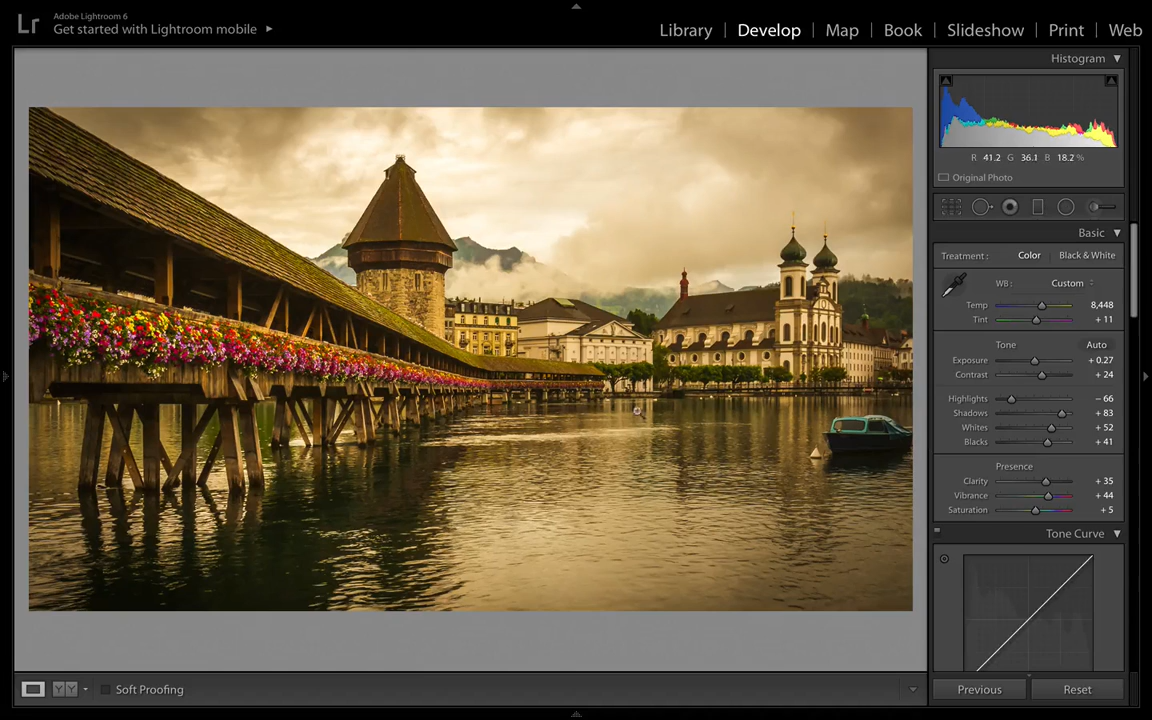 Lr
Adobe Lightroom 6
Get started with Lightroom mobile
Library | Develop | Map | Book | Slideshow | Print | Web
Histogram
R 41.2 G 36.1 B 18.2 %
Original Photo
Basic
Treatment : Color | Black & White
WB : Custom
Temp 8,448
Tint + 11
Tone Auto
Exposure + 0.27
Contrast + 24
Highlights − 66
Shadows + 83
Whites + 52
Blacks + 41
Presence
Clarity + 35
Vibrance + 44
Saturation + 5
Tone Curve
YY Soft Proofing
Previous Reset